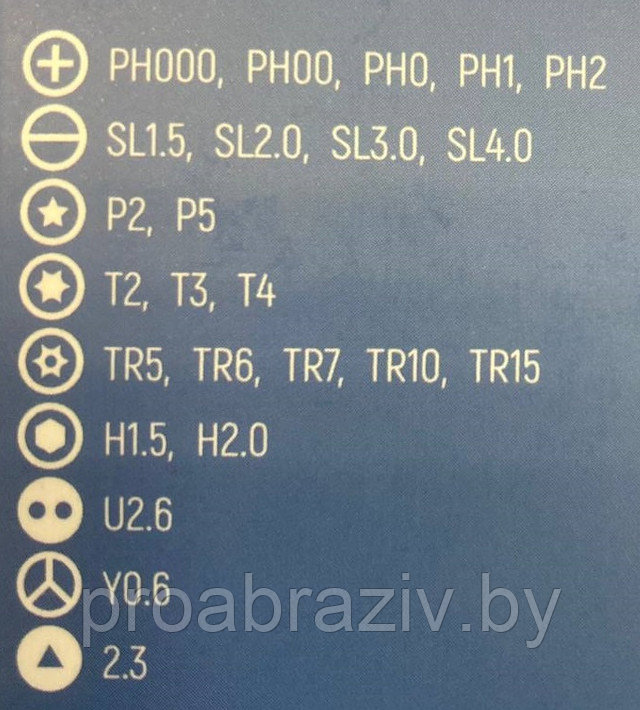 PH000, PH00, PH0, PH1, PH2
SL1.5, SL2.0, SL3.0, SL4.0
P2, P5
T2, T3, T4
TR5, TR6, TR7, TR10, TR15
H1.5, H2.0
U2.6
Y0.6
proabraziv.by
2.3